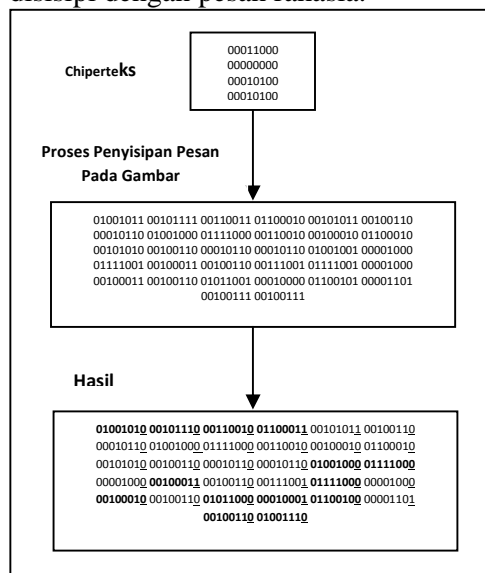 disisipi dengan pesan rahasia.
Chiperteks
00011000
00000000
00010100
00010100
Proses Penyisipan Pesan
Pada Gambar
01001011 00101111 00110011 01100010 00101011 00100110
00010110 01001000 01111000 00110010 00100010 01100010
00101010 00100110 00010110 00010110 01001001 00001000
01111001 00100011 00100110 00111001 01111001 00001000
00100011 00100110 01011001 00010000 01100101 00001101
00100111 00100111
Hasil
01001010 00101110 00110010 01100011 00101011 00100110
00010110 01001000 01111000 00110010 00100010 01100010
00101010 00100110 00010110 00010110 01001000 01111000
00001000 00100011 00100110 00111001 01111000 00001000
00100010 00100110 01011000 00010001 01100100 00001101
00100110 01001110